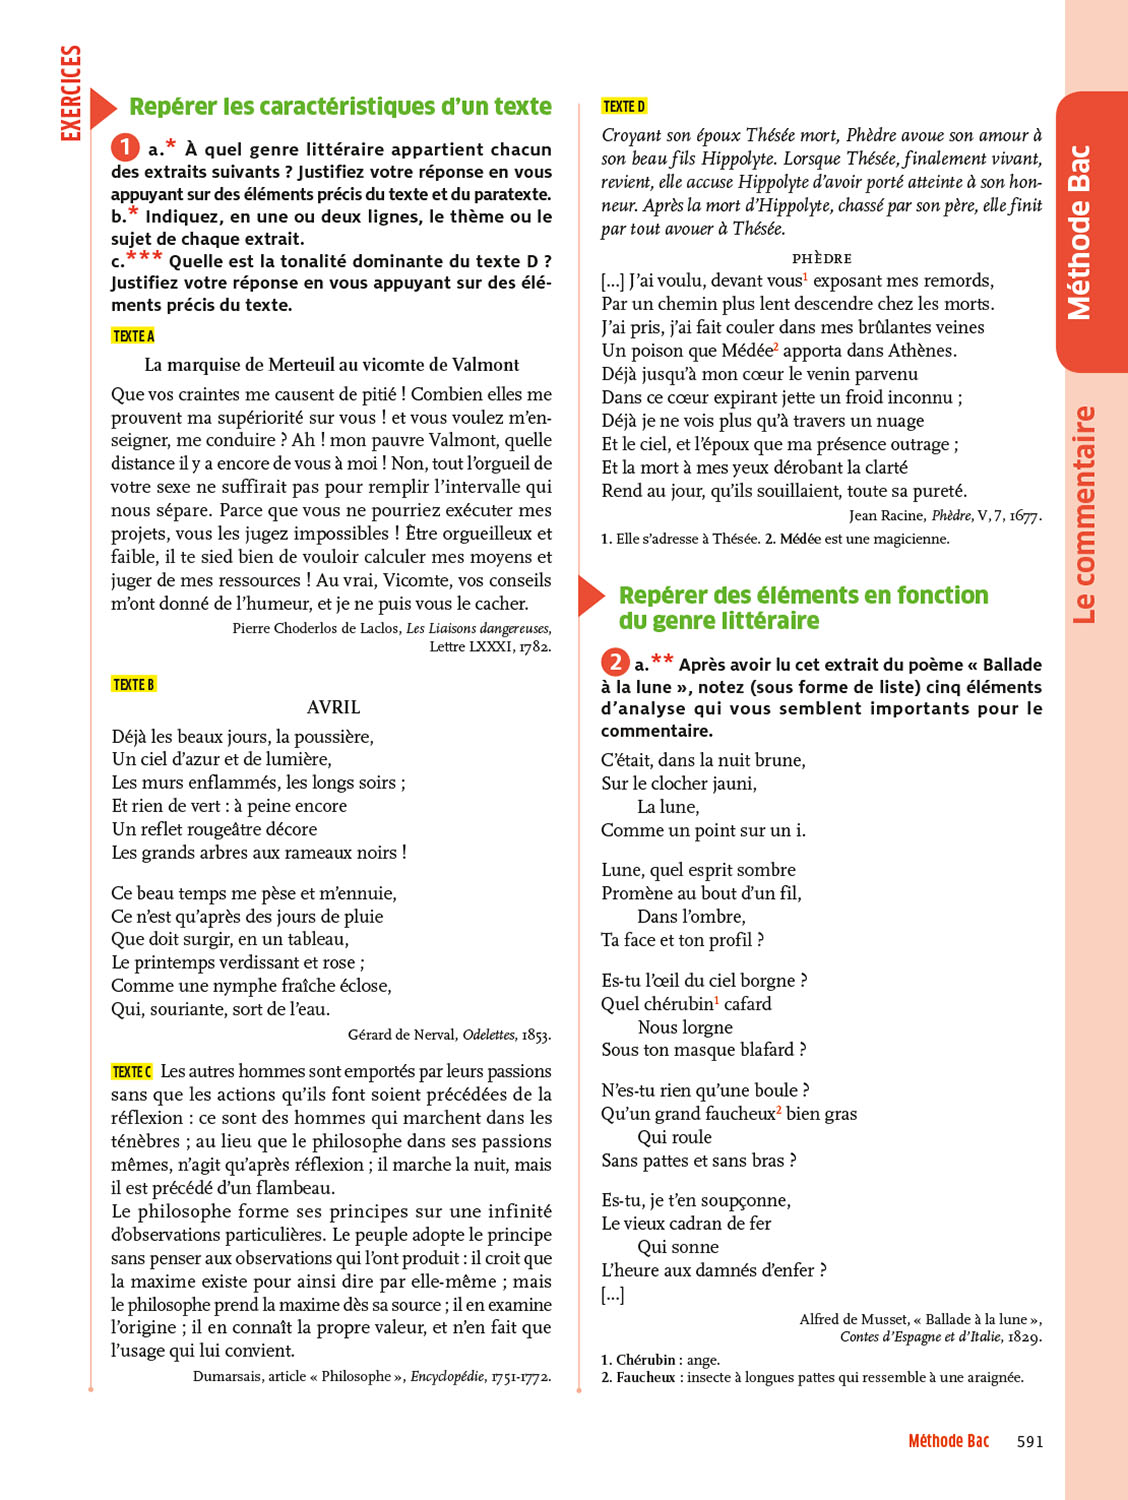 EXERCICES
Repérer les caractéristiques d'un texte
1 a.* À quel genre littéraire appartient chacun
des extraits suivants ? Justifiez votre réponse en vous
appuyant sur des éléments précis du texte et du paratexte.
b.* Indiquez, en une ou deux lignes, le thème ou le
sujet de chaque extrait.
c.*** Quelle est la tonalité dominante du texte D ?
Justifiez votre réponse en vous appuyant sur des élé-
ments précis du texte.
TEXTE A
La marquise de Merteuil au vicomte de Valmont
Que vos craintes me causent de pitié ! Combien elles me
prouvent ma supériorité sur vous ! et vous voulez m'en-
seigner, me conduire ? Ah ! mon pauvre Valmont, quelle
distance il y a encore de vous à moi ! Non, tout l'orgueil de
votre sexe ne suffirait pas pour remplir l'intervalle qui
nous sépare. Parce que vous ne pourriez exécuter mes
projets, vous les jugez impossibles ! Être orgueilleux et
faible, il te sied bien de vouloir calculer mes moyens et
juger de mes ressources ! Au vrai, Vicomte, vos conseils
m'ont donné de l'humeur, et je ne puis vous le cacher.
Pierre Choderlos de Laclos, Les Liaisons dangereuses,
Lettre LXXXI, 1782.
TEXTE B
AVRIL
Déjà les beaux jours, la poussière,
Un ciel d'azur et de lumière,
Les murs enflammés, les longs soirs ;
Et rien de vert : à peine encore
Un reflet rougeâtre décore
Les grands arbres aux rameaux noirs !
Ce beau temps me pèse et m'ennuie,
Ce n'est qu'après des jours de pluie
Que doit surgir, en un tableau,
Le printemps verdissant et rose ;
Comme une nymphe fraîche éclose,
Qui, souriante, sort de l'eau.
Gérard de Nerval, Odelettes, 1853.
TEXTE C Les autres hommes sont emportés par leurs passions
sans que les actions qu'ils font soient précédées de la
réflexion : ce sont des hommes qui marchent dans les
ténèbres ; au lieu que le philosophe dans ses passions
mêmes, n'agit qu'après réflexion ; il marche la nuit, mais
il est précédé d'un flambeau.
Le philosophe forme ses principes sur une infinité
d'observations particulières. Le peuple adopte le principe
sans penser aux observations qui l'ont produit : il croit que
la maxime existe pour ainsi dire par elle-même ; mais
le philosophe prend la maxime dès sa source ; il en examine
l'origine ; il en connaît la propre valeur, et n'en fait que
l'usage qui lui convient.
Dumarsais, article « Philosophe », Encyclopédie, 1751-1772.
TEXTE D
Croyant son époux Thésée mort, Phèdre avoue son amour à
son beau fils Hippolyte. Lorsque Thésée, finalement vivant,
revient, elle accuse Hippolyte d'avoir porté atteinte à son hon-
neur. Après la mort d'Hippolyte, chassé par son père, elle finit
par tout avouer à Thésée.
PHÈDRE
[...] J'ai voulu, devant vous1 exposant mes remords,
Par un chemin plus lent descendre chez les morts.
J'ai pris, j'ai fait couler dans mes brûlantes veines
Un poison que Médée2 apporta dans Athènes.
Déjà jusqu'à mon cœur le venin parvenu
Dans ce cœur expirant jette un froid inconnu ;
Déjà je ne vois plus qu'à travers un nuage
Et le ciel, et l'époux que ma présence outrage ;
Et la mort à mes yeux dérobant la clarté
Rend au jour, qu'ils souillaient, toute sa pureté.
Jean Racine, Phèdre, V, 7, 1677.
1. Elle s'adresse à Thésée. 2. Médée est une magicienne.
Repérer des éléments en fonction
du genre littéraire
2 a.** Après avoir lu cet extrait du poème « Ballade
à la lune », notez (sous forme de liste) cinq éléments
d'analyse qui vous semblent importants pour le
commentaire.
C'était, dans la nuit brune,
Sur le clocher jauni,
La lune,
Comme un point sur un i.
Lune, quel esprit sombre
Promène au bout d'un fil,
Dans l'ombre,
Ta face et ton profil ?
Es-tu l'œil du ciel borgne ?
Quel chérubin1 cafard
Nous lorgne
Sous ton masque blafard ?
N'es-tu rien qu'une boule ?
Qu'un grand faucheux2 bien gras
Qui roule
Sans pattes et sans bras ?
Es-tu, je t'en soupçonne,
Le vieux cadran de fer
Qui sonne
L'heure aux damnés d'enfer ?
[...]
Alfred de Musset, « Ballade à la lune »,
Contes d'Espagne et d'Italie, 1829.
1. Chérubin : ange.
2. Faucheux : insecte à longues pattes qui ressemble à une araignée.
Méthode Bac
Le commentaire
Méthode Bac 591